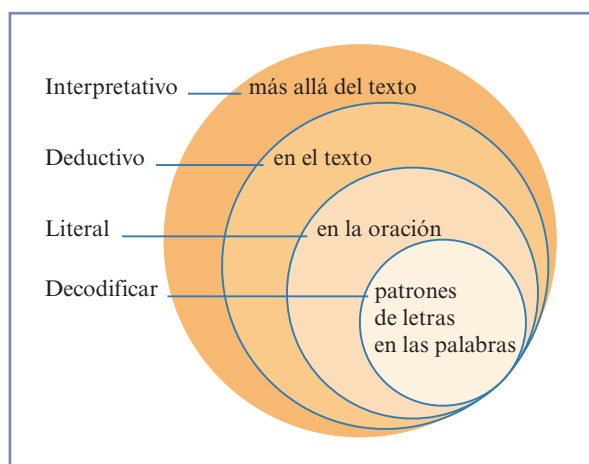 Interpretativo más allá del texto
Deductivo en el texto
Literal en la oración
Decodificar patrones
de letras
en las palabras